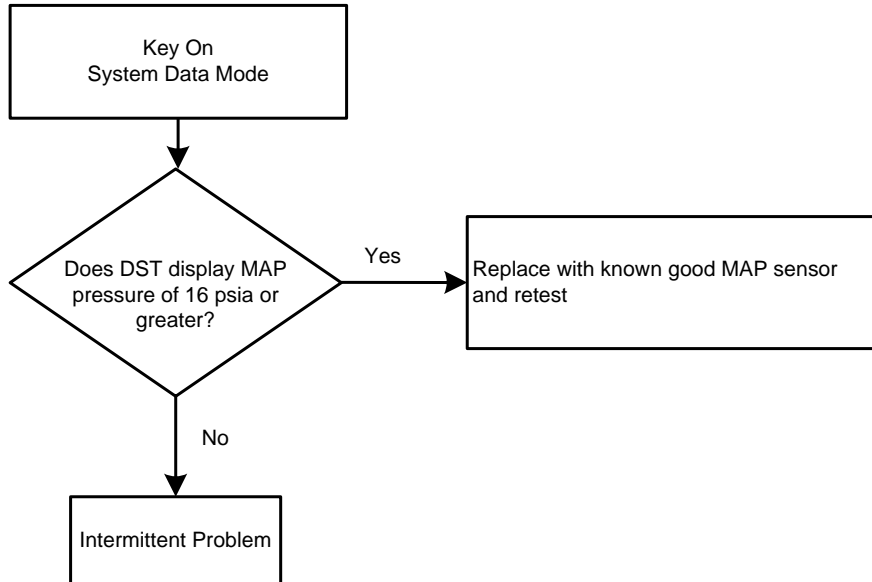 Key On
System Data Mode
Does DST display MAP
pressure of 16 psia or
greater?
Yes
Replace with known good MAP sensor
and retest
No
Intermittent Problem